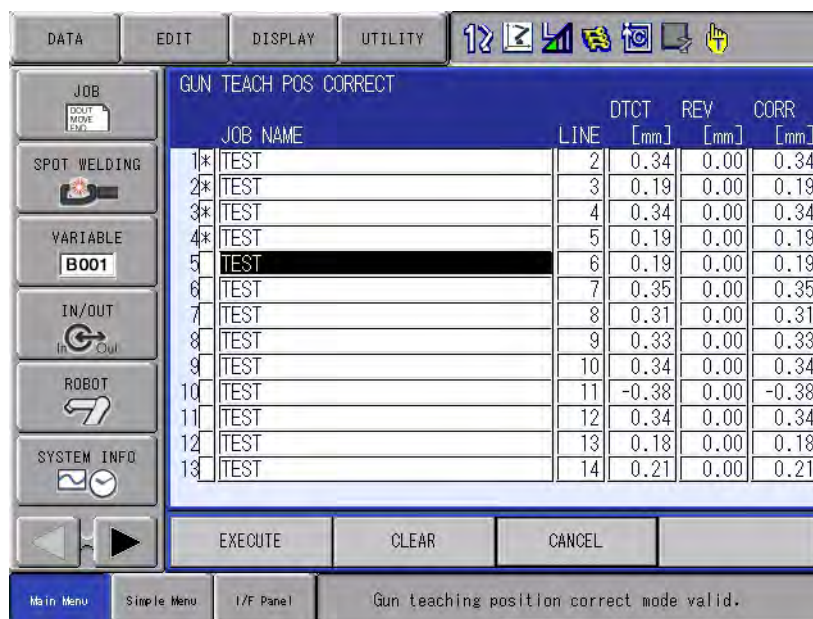 DATA EDIT DISPLAY UTILITY
JOB
DOUT
MOVE
END
SPOT WELDING
VARIABLE
B001
IN/OUT
In Out
ROBOT
SYSTEM INFO
GUN TEACH POS CORRECT
DTCT REV CORR
JOB NAME LINE [mm] [mm] [mm]
1* TEST 2 0.34 0.00 0.34
2* TEST 3 0.19 0.00 0.19
3* TEST 4 0.34 0.00 0.34
4* TEST 5 0.19 0.00 0.19
5 TEST 6 0.19 0.00 0.19
6 TEST 7 0.35 0.00 0.35
7 TEST 8 0.31 0.00 0.31
8 TEST 9 0.33 0.00 0.33
9 TEST 10 0.34 0.00 0.34
10 TEST 11 -0.38 0.00 -0.38
11 TEST 12 0.34 0.00 0.34
12 TEST 13 0.18 0.00 0.18
13 TEST 14 0.21 0.00 0.21
EXECUTE CLEAR CANCEL
Main Menu Simple Menu I/F Panel Gun teaching position correct mode valid.